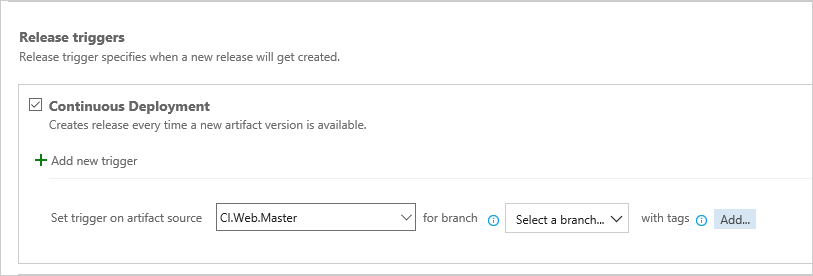 Release triggers
Release trigger specifies when a new release will get created.
Continuous Deployment
Creates release every time a new artifact version is available.
Add new trigger
Set trigger on artifact source CI.Web.Master for branch Select a branch... with tags Add...